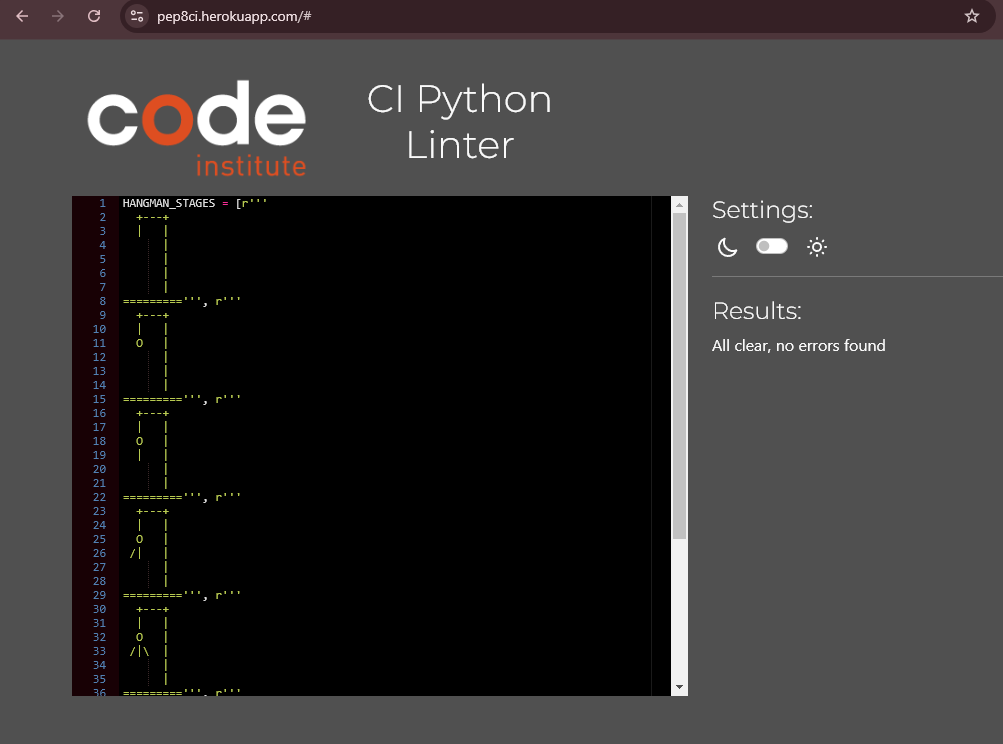 pep8ci.herokuapp.com/#
code
institute
CI Python
Linter
1 HANGMAN_STAGES = [r'''
2   +---+
3   |   |
4       |
5       |
6       |
7       |
8 =========''', r'''
9   +---+
10   |   |
11   O   |
12       |
13       |
14       |
15 =========''', r'''
16   +---+
17   |   |
18   O   |
19   |   |
20       |
21       |
22 =========''', r'''
23   +---+
24   |   |
25   O   |
26  /|   |
27       |
28       |
29 =========''', r'''
30   +---+
31   |   |
32   O   |
33  /|\  |
34       |
35       |
36 =========''', r'''
Settings:
Results:
All clear, no errors found